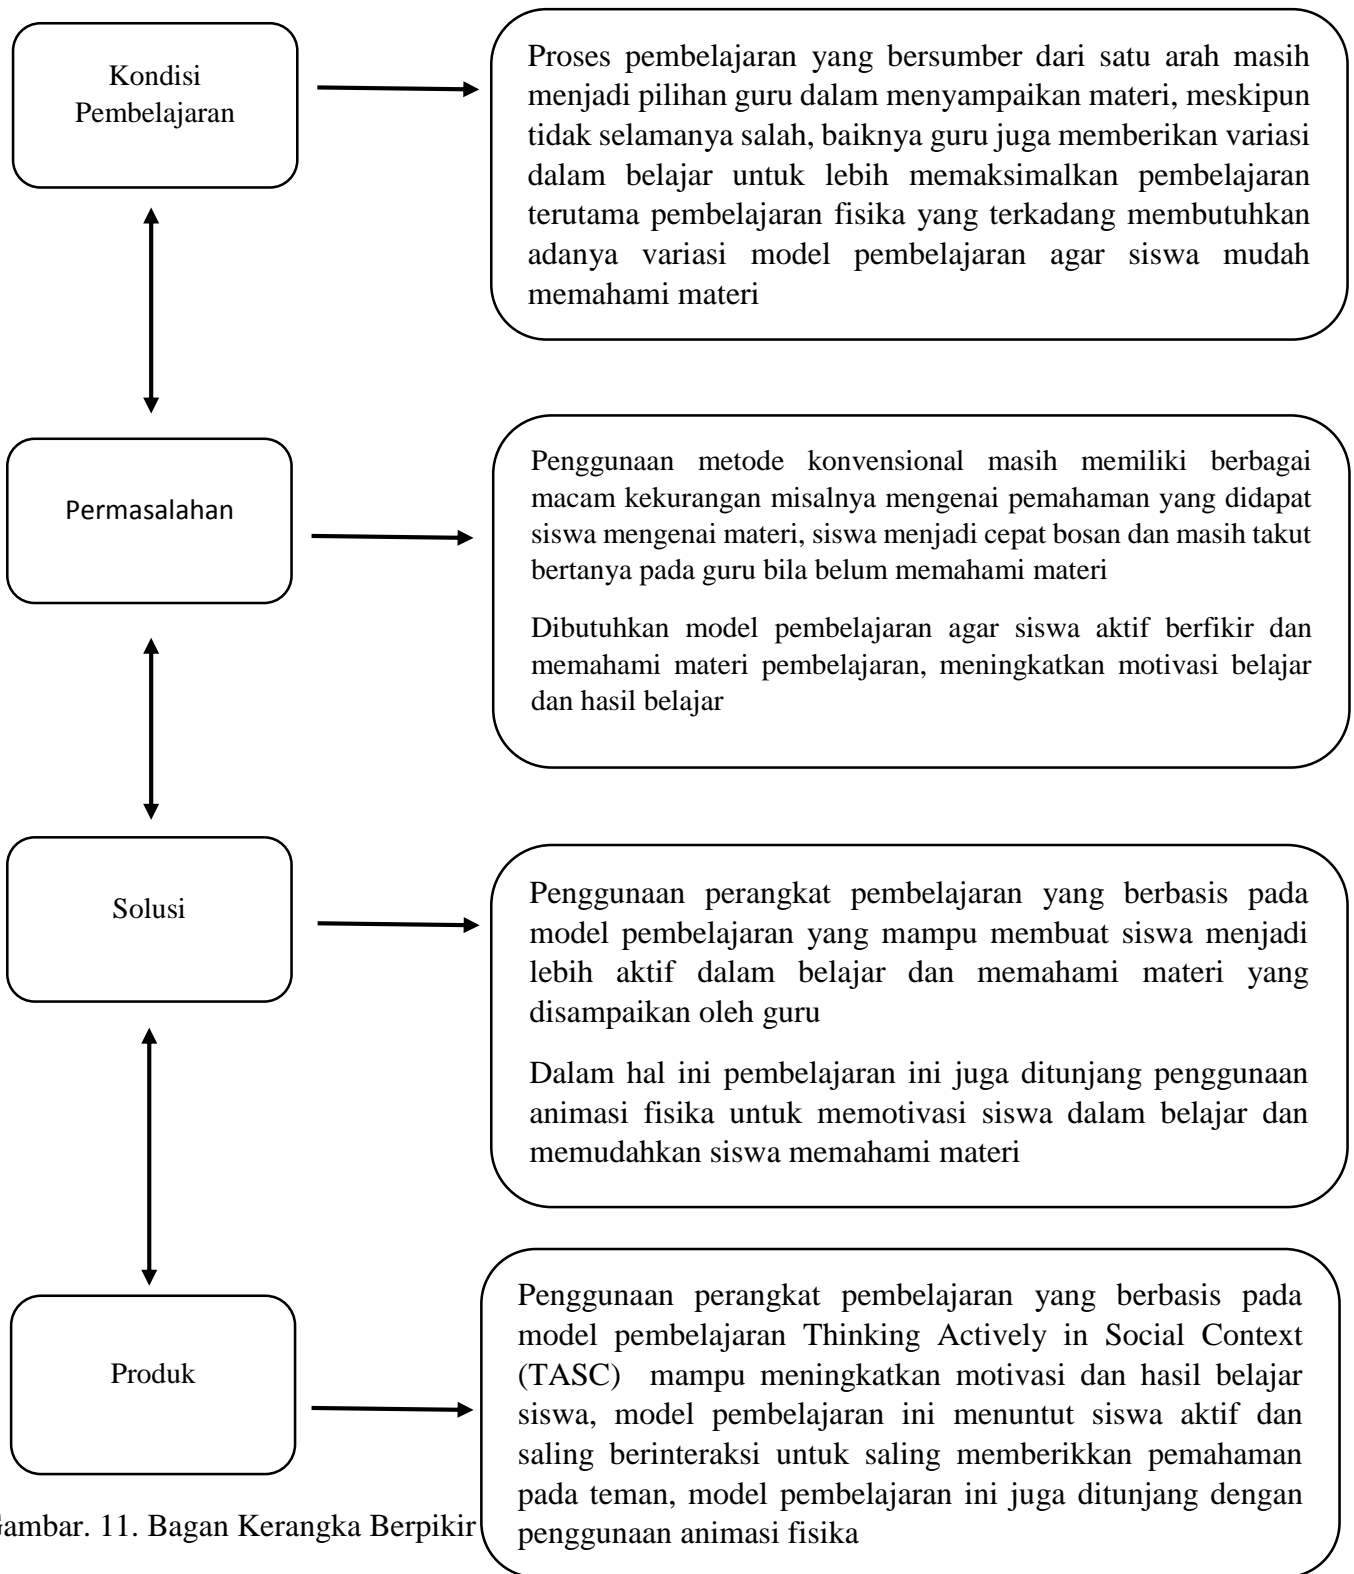 Kondisi
Pembelajaran
Proses pembelajaran yang bersumber dari satu arah masih
menjadi pilihan guru dalam menyampaikan materi, meskipun
tidak selamanya salah, baiknya guru juga memberikan variasi
dalam belajar untuk lebih memaksimalkan pembelajaran
terutama pembelajaran fisika yang terkadang membutuhkan
adanya variasi model pembelajaran agar siswa mudah
memahami materi
Permasalahan
Penggunaan metode konvensional masih memiliki berbagai
macam kekurangan misalnya mengenai pemahaman yang didapat
siswa mengenai materi, siswa menjadi cepat bosan dan masih takut
bertanya pada guru bila belum memahami materi
Dibutuhkan model pembelajaran agar siswa aktif berfikir dan
memahami materi pembelajaran, meningkatkan motivasi belajar
dan hasil belajar
Solusi
Penggunaan perangkat pembelajaran yang berbasis pada
model pembelajaran yang mampu membuat siswa menjadi
lebih aktif dalam belajar dan memahami materi yang
disampaikan oleh guru
Dalam hal ini pembelajaran ini juga ditunjang penggunaan
animasi fisika untuk memotivasi siswa dalam belajar dan
memudahkan siswa memahami materi
Produk
Penggunaan perangkat pembelajaran yang berbasis pada
model pembelajaran Thinking Actively in Social Context
(TASC) mampu meningkatkan motivasi dan hasil belajar
siswa, model pembelajaran ini menuntut siswa aktif dan
saling berinteraksi untuk saling memberikkan pemahaman
pada teman, model pembelajaran ini juga ditunjang dengan
penggunaan animasi fisika
Gambar. 11. Bagan Kerangka Berpikir